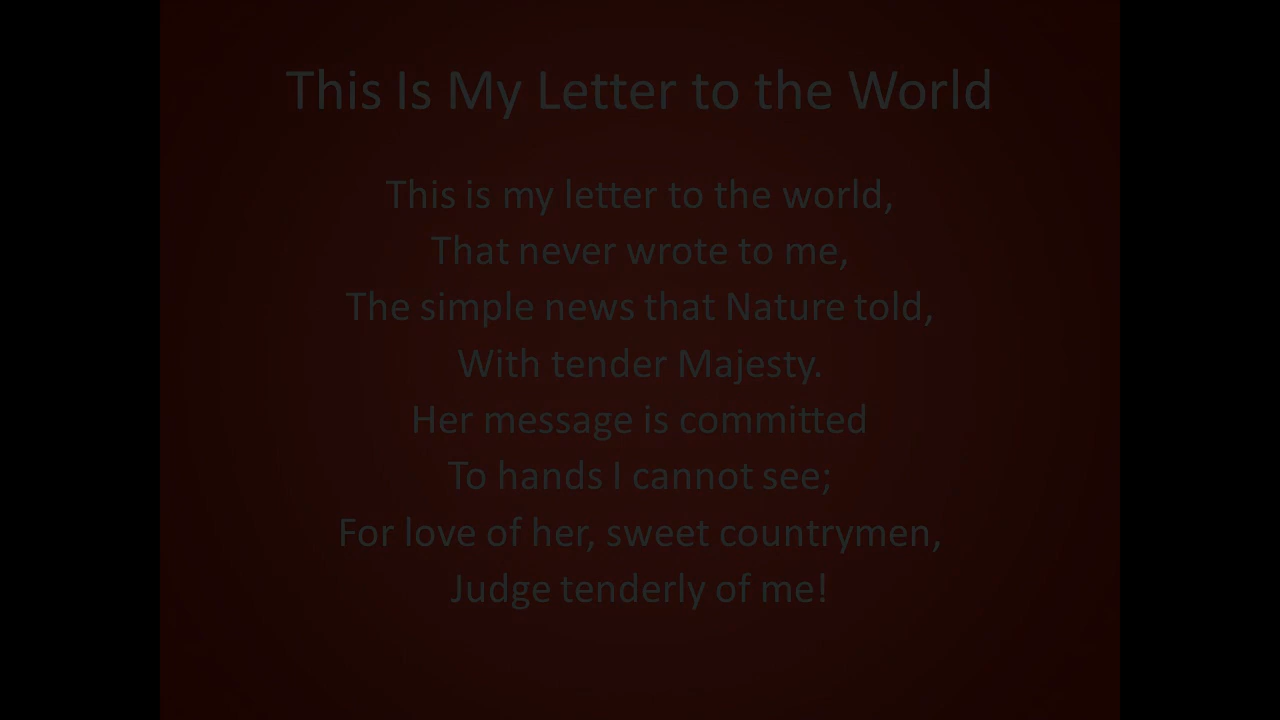 This Is My Letter to the World
This is my letter to the world,
That never wrote to me,
The simple news that Nature told,
With tender Majesty.
Her message is committed
To hands I cannot see;
For love of her, sweet countrymen,
Judge tenderly of me!